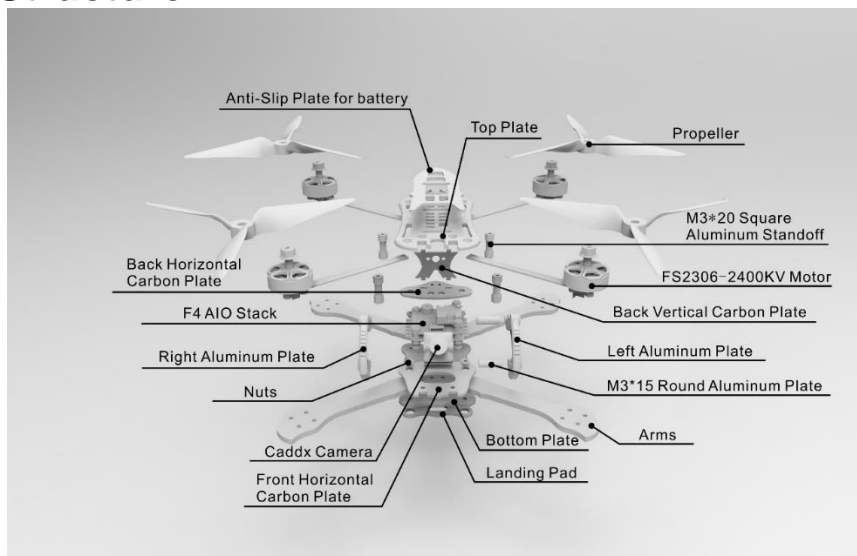 Anti-Slip Plate for battery
Top Plate
Propeller
M3*20 Square
Aluminum Standoff
Back Horizontal
Carbon Plate
FS2306-2400KV Motor
F4 AIO Stack
Back Vertical Carbon Plate
Right Aluminum Plate
Left Aluminum Plate
Nuts
M3*15 Round Aluminum Plate
Caddx Camera
Bottom Plate
Arms
Front Horizontal
Carbon Plate
Landing Pad